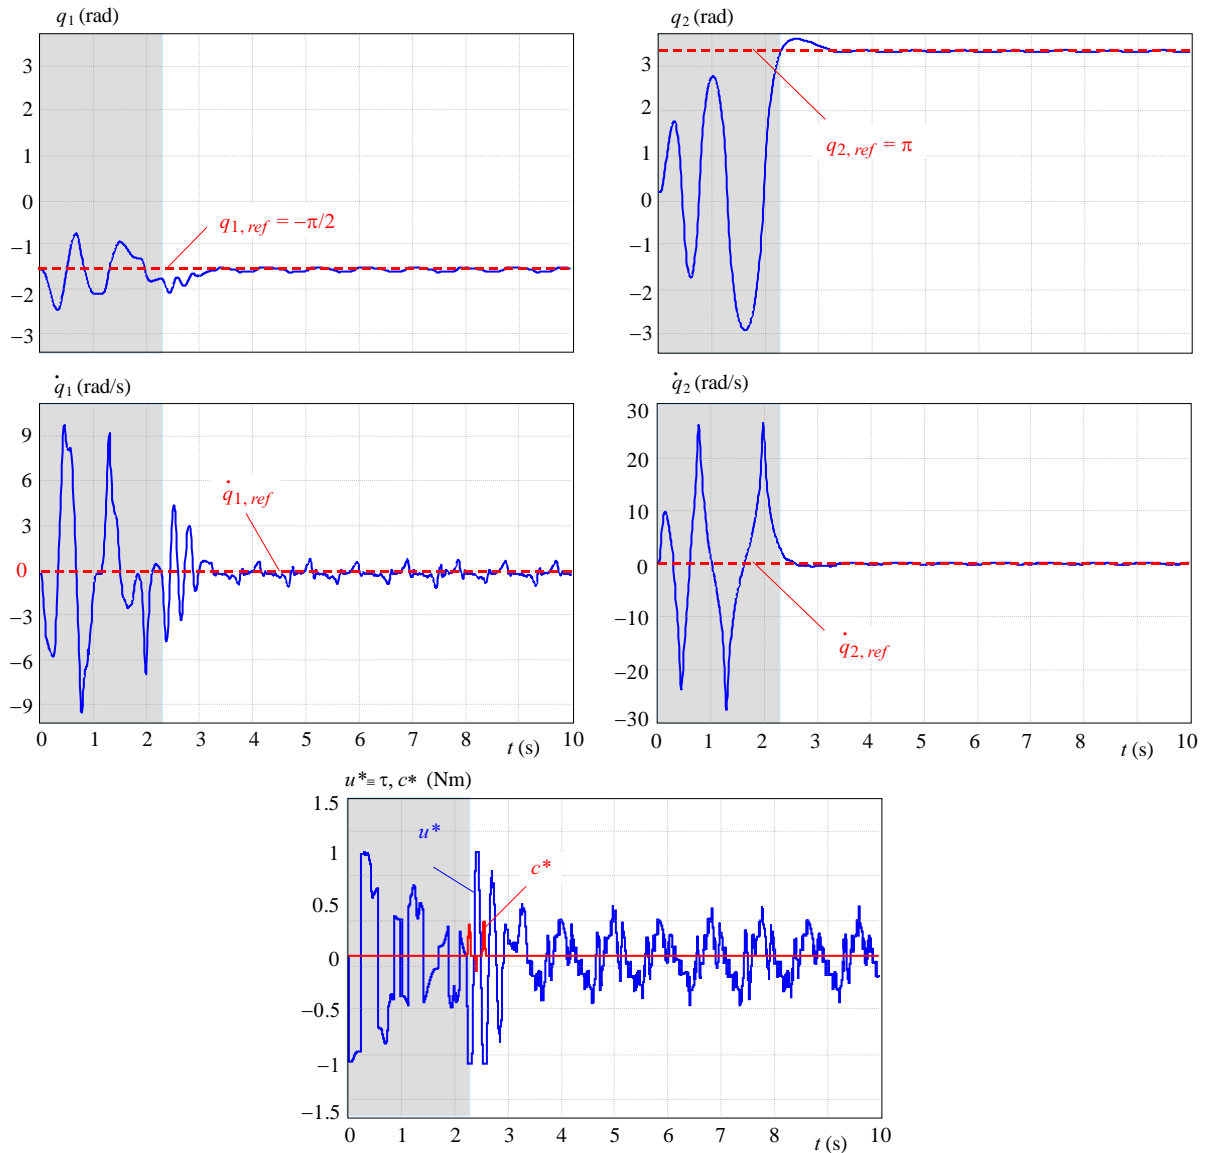 q1 (rad)
3
2
1
0
−1
−2
−3
q1, ref = −π/2
q2 (rad)
3
2
1
0
−1
−2
−3
q2, ref = π
q̇1 (rad/s)
9
6
3
0
−3
−6
−9
q̇1, ref
0 1 2 3 4 5 6 7 8 9 10
t (s)
q̇2 (rad/s)
30
20
10
0
−10
−20
−30
q̇2, ref
0 1 2 3 4 5 6 7 8 9 10
t (s)
u*≡ τ, c* (Nm)
1.5
1
0.5
0
−0.5
−1
−1.5
u*
c*
0 1 2 3 4 5 6 7 8 9 10
t (s)